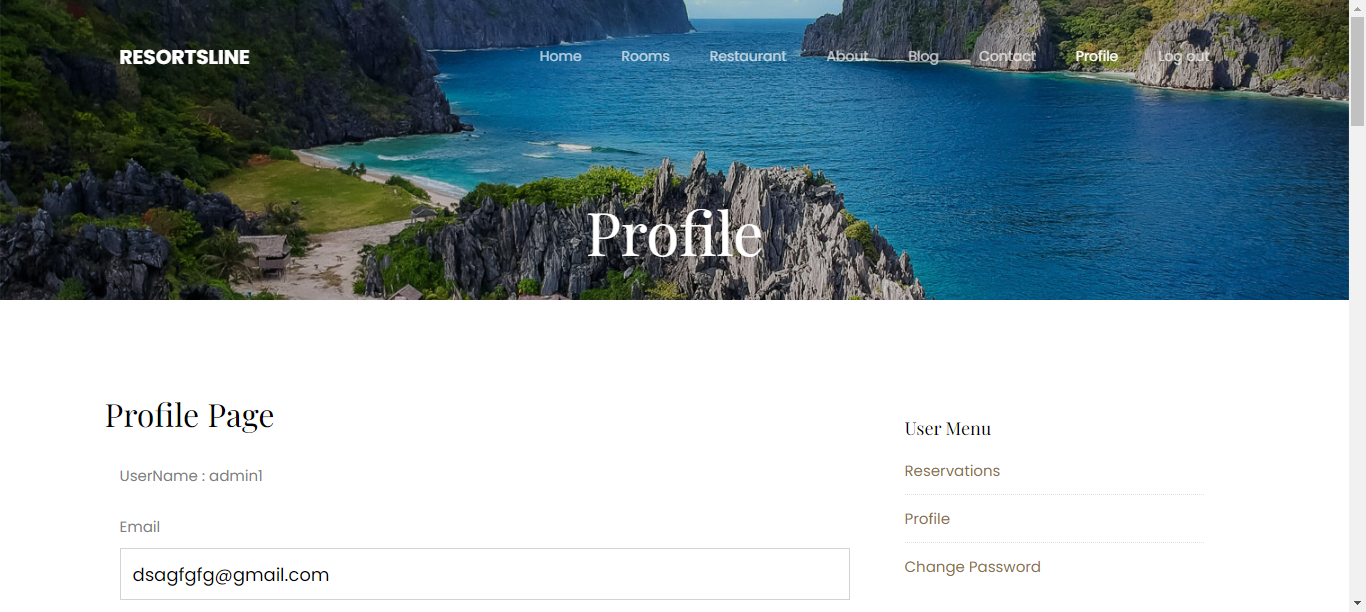 RESORTSLINE
Home Rooms Restaurant About Blog Contact Profile Log out
Profile
Profile Page
UserName : admin1
Email
dsagfgfg@gmail.com
User Menu
Reservations
Profile
Change Password